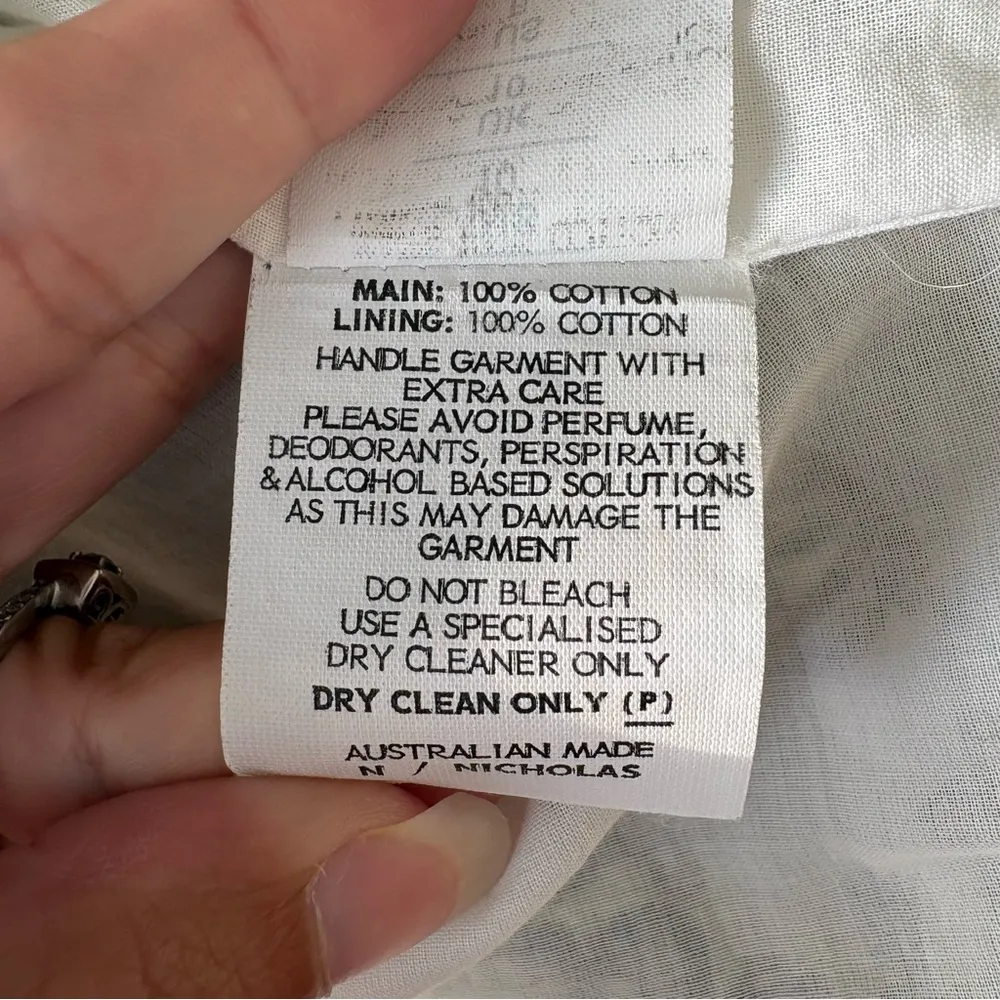 MAIN: 100% COTTON
LINING: 100% COTTON
HANDLE GARMENT WITH
EXTRA CARE
PLEASE AVOID PERFUME,
DEODORANTS, PERSPIRATION
& ALCOHOL BASED SOLUTIONS
AS THIS MAY DAMAGE THE
GARMENT
DO NOT BLEACH
USE A SPECIALISED
DRY CLEANER ONLY
DRY CLEAN ONLY (P)
AUSTRALIAN MADE
N / NICHOLAS